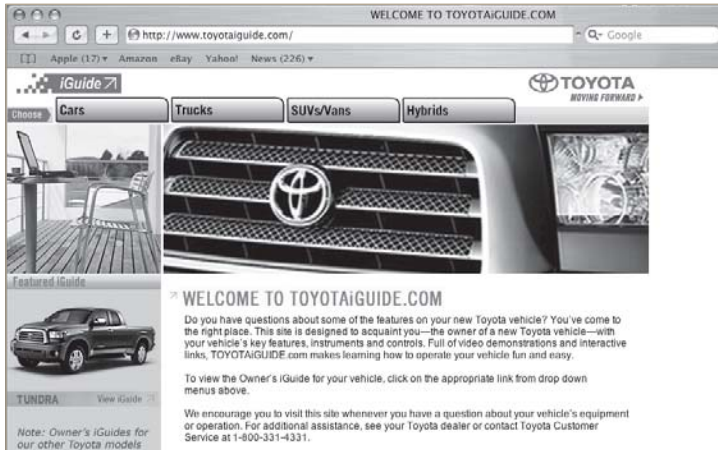 WELCOME TO TOYOTAiGUIDE.COM
http://www.toyotaiguide.com/
Google
Apple (17) Amazon eBay Yahoo! News (226)
iGuide
TOYOTA
MOVING FORWARD
Choose Cars Trucks SUVs/Vans Hybrids
Featured iGuide
TUNDRA View iGuide
Note: Owner's iGuides for
our other Toyota models
WELCOME TO TOYOTAiGUIDE.COM
Do you have questions about some of the features on your new Toyota vehicle? You've come to
the right place. This site is designed to acquaint you—the owner of a new Toyota vehicle—with
your vehicle's key features, instruments and controls. Full of video demonstrations and interactive
links, TOYOTAiGUIDE.com makes learning how to operate your vehicle fun and easy.
To view the Owner's iGuide for your vehicle, click on the appropriate link from drop down
menus above.
We encourage you to visit this site whenever you have a question about your vehicle's equipment
or operation. For additional assistance, see your Toyota dealer or contact Toyota Customer
Service at 1-800-331-4331.